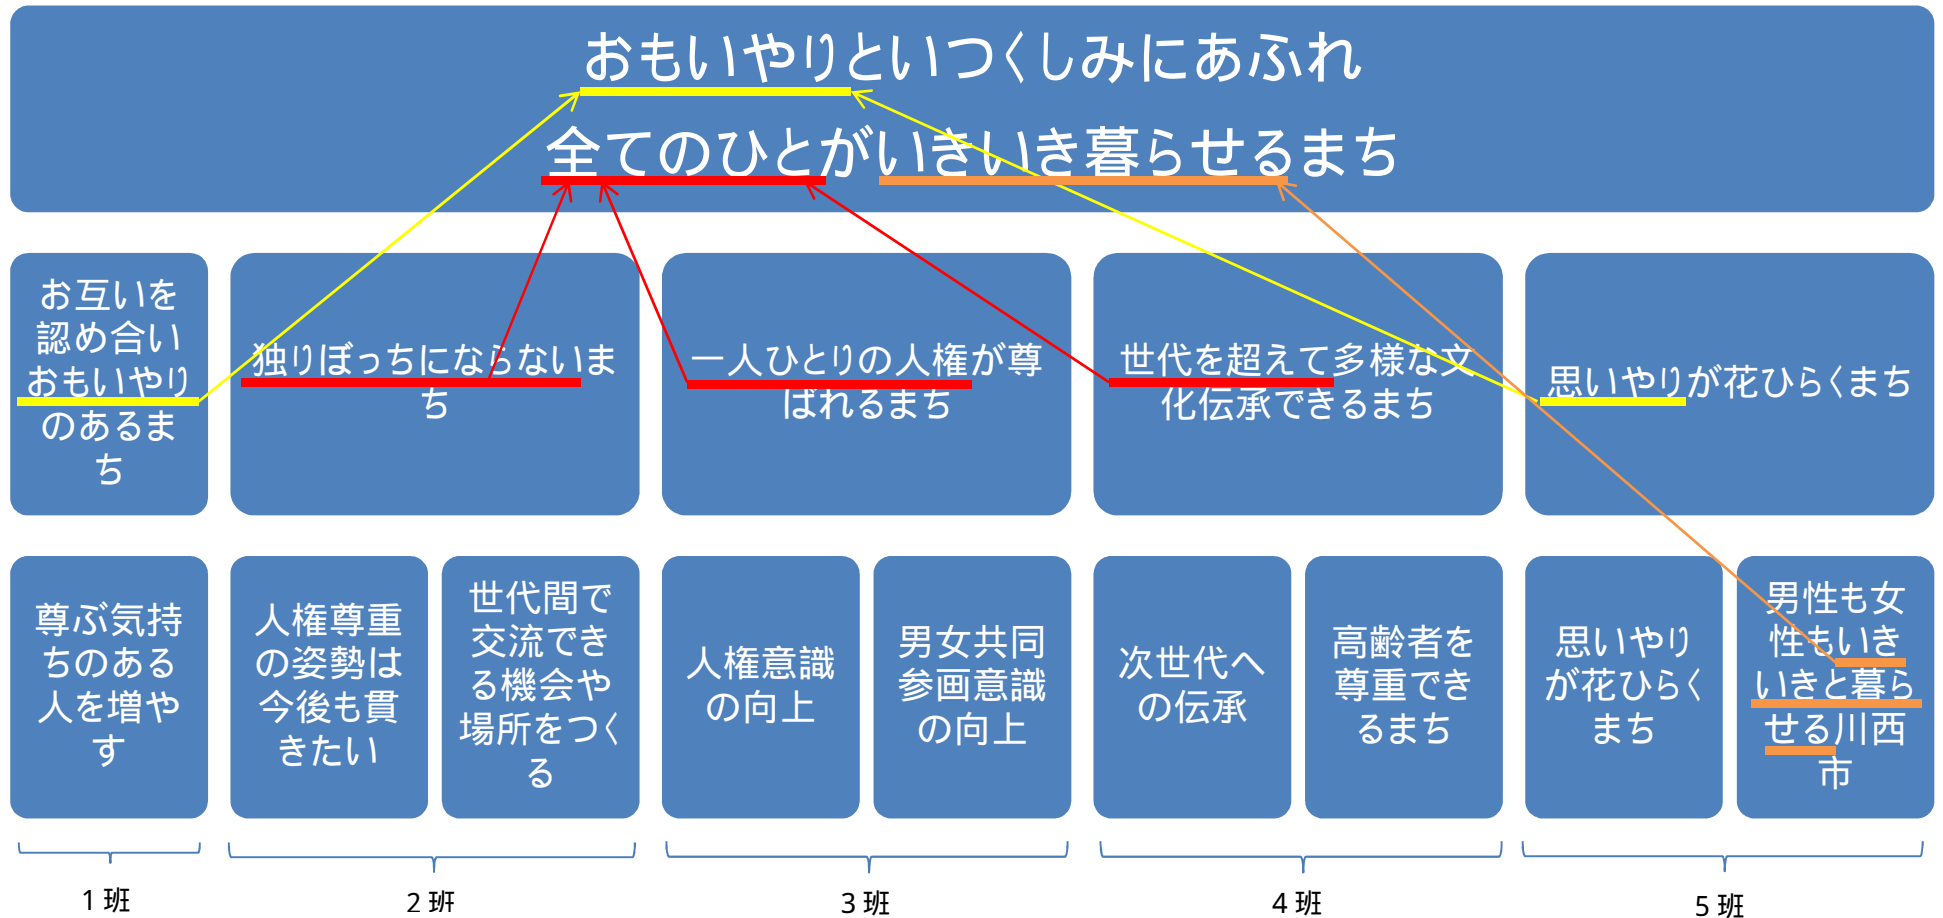 おもいやりといつくしみにあふれ
全てのひとがいきいき暮らせるまち
お互いを
認め合い
おもいやり
のあるま
ち
独りぼっちにならないま
ち
一人ひとりの人権が尊
ばれるまち
世代を超えて多様な文
化伝承できるまち
思いやりが花ひらくまち
尊ぶ気持
ちのある
人を増や
す
人権尊重
の姿勢は
今後も貫
きたい
世代間で
交流でき
る機会や
場所をつく
る
人権意識
の向上
男女共同
参画意識
の向上
次世代へ
の伝承
高齢者を
尊重でき
るまち
思いやり
が花ひらく
まち
男性も女
性もいき
いきと暮ら
せる川西
市
1 班
2 班
3 班
4 班
5 班